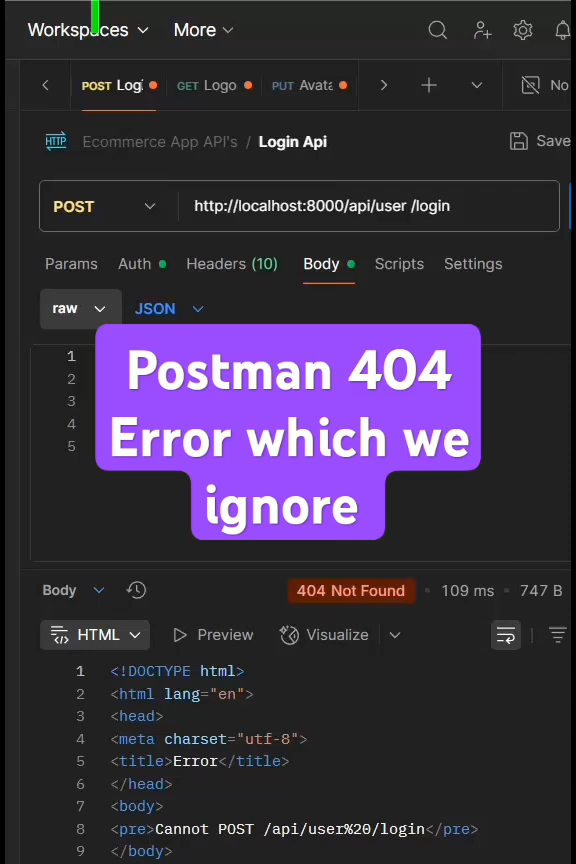 Workspaces More
POST Logi GET Logo PUT Avata No
HTTP Ecommerce App API's / Login Api Save
POST http://localhost:8000/api/user /login
Params Auth Headers (10) Body Scripts Settings
raw JSON
1
2
3
4
5
Postman 404
Error which we
ignore
Body 404 Not Found 109 ms 747 B
HTML Preview Visualize
1 <!DOCTYPE html>
2 <html lang="en">
3 <head>
4 <meta charset="utf-8">
5 <title>Error</title>
6 </head>
7 <body>
8 <pre>Cannot POST /api/user%20/login</pre>
9 </body>